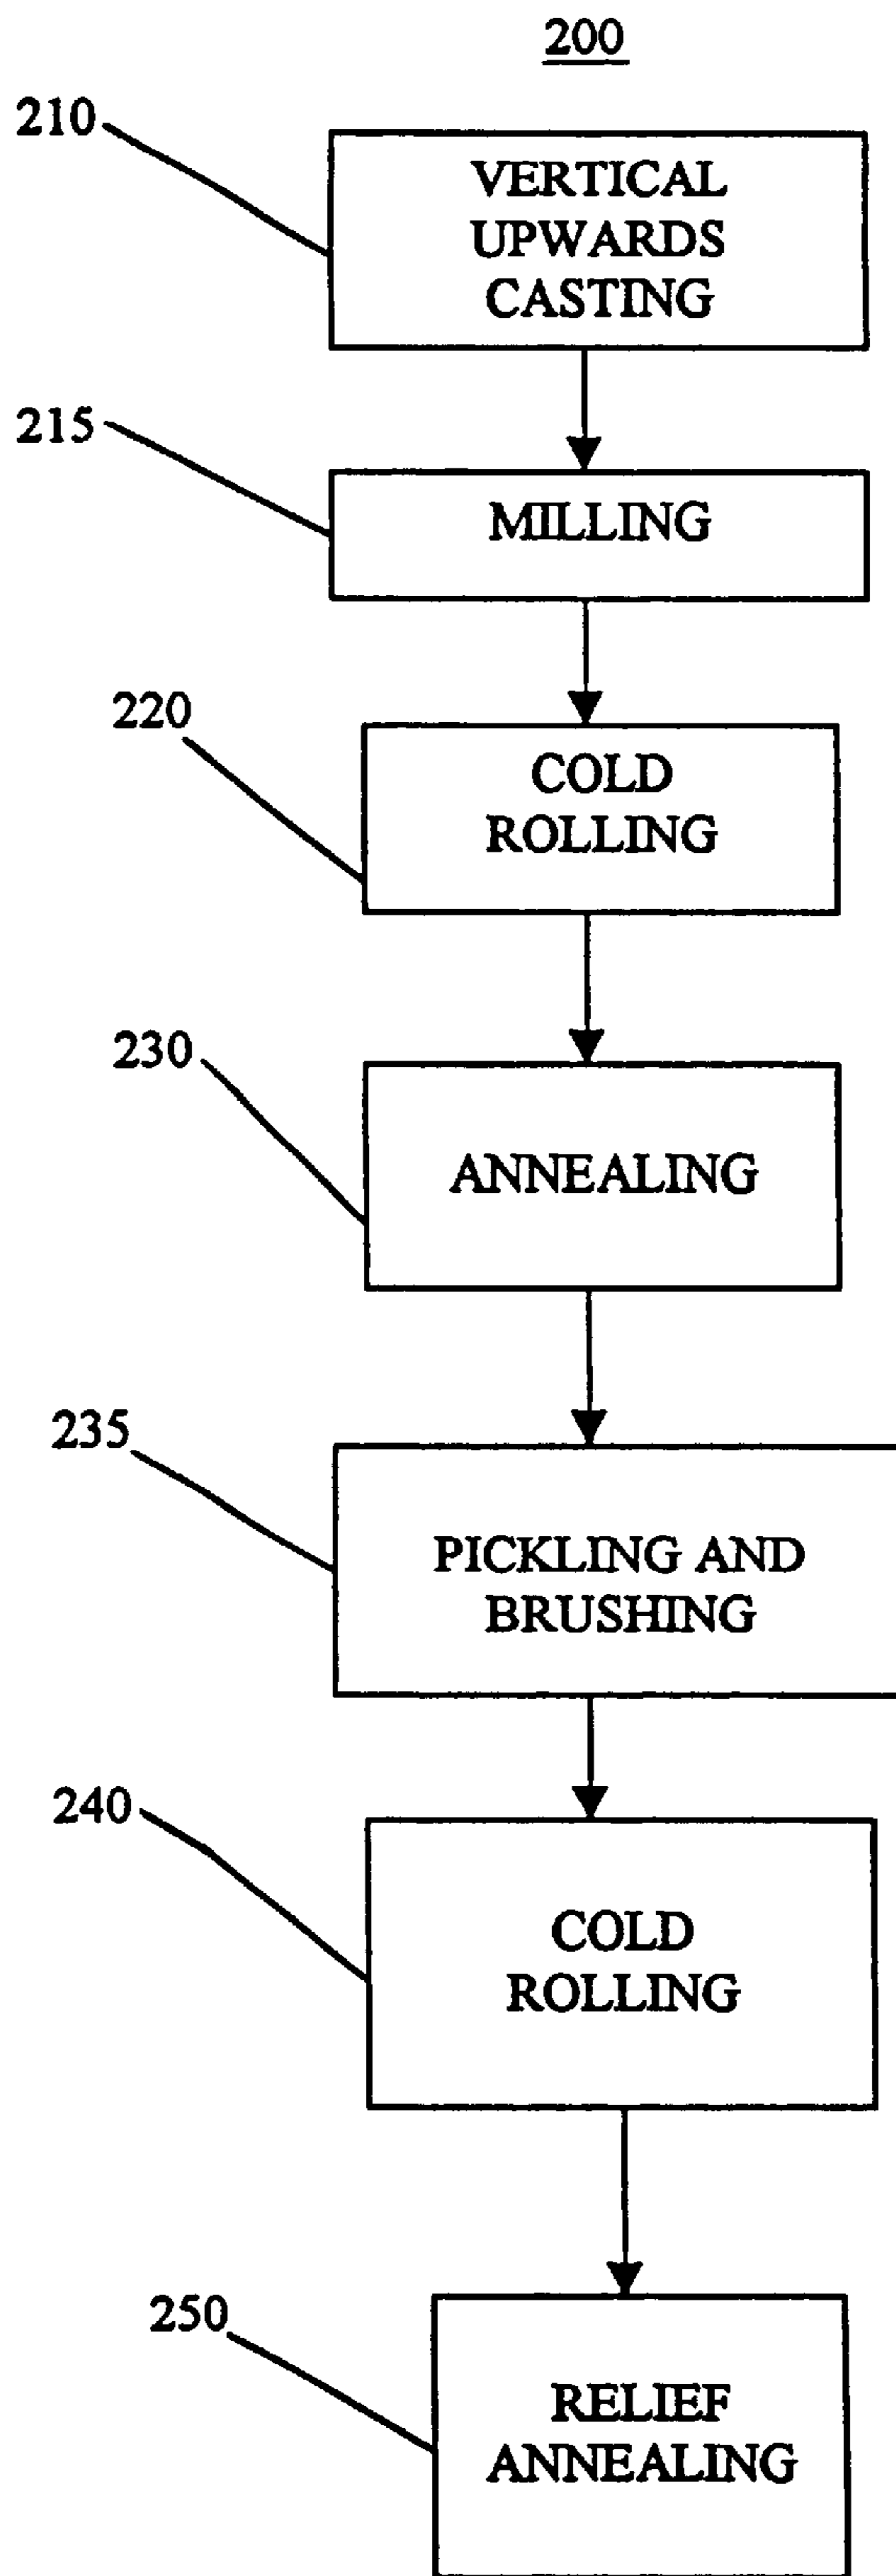 200
210
VERTICAL
UPWARDS
CASTING
215
MILLING
220
COLD
ROLLING
230
ANNEALING
235
PICKLING AND
BRUSHING
240
COLD
ROLLING
250
RELIEF
ANNEALING